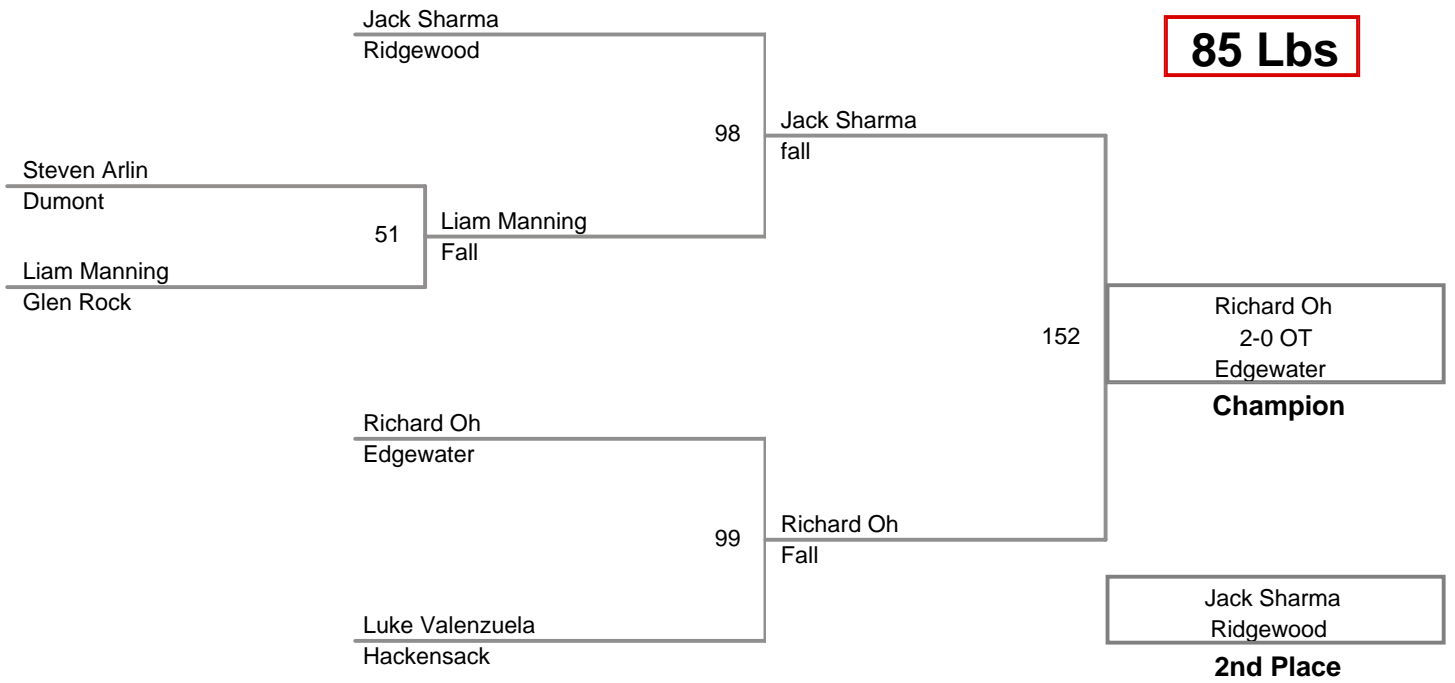 Jack Sharma
Ridgewood
85 Lbs
98
Jack Sharma
fall
Steven Arlin
Dumont
51
Liam Manning
Fall
Liam Manning
Glen Rock
152
Richard Oh
2-0 OT
Edgewater
Champion
Richard Oh
Edgewater
99
Richard Oh
Fall
Luke Valenzuela
Hackensack
Jack Sharma
Ridgewood
2nd Place